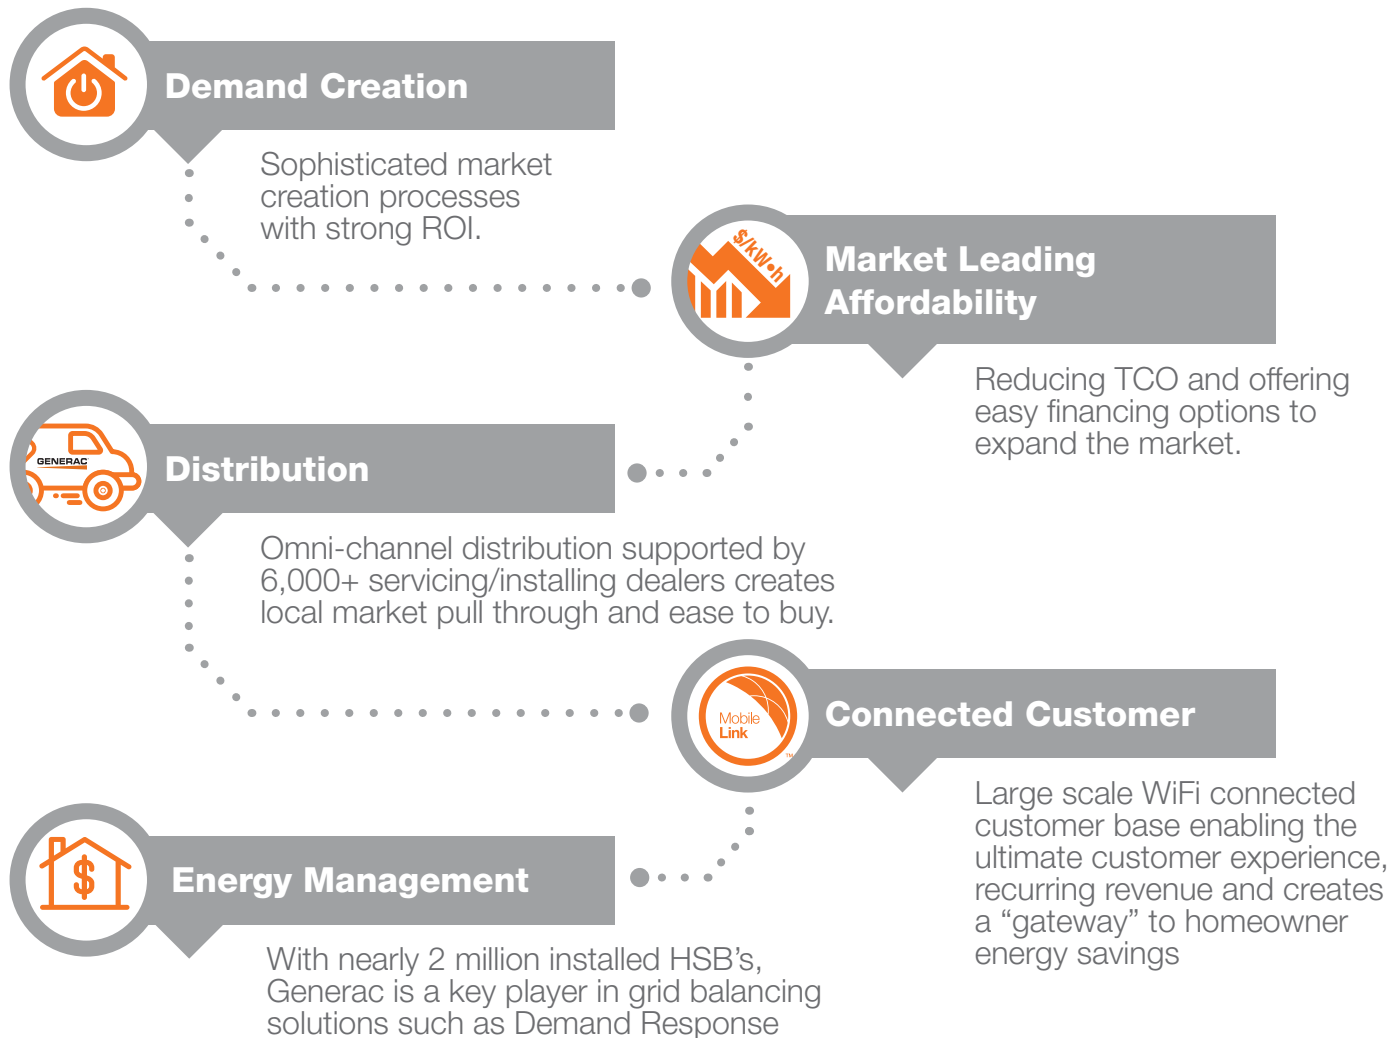 Demand Creation
Sophisticated market
creation processes
with strong ROI.
$/kW•h
Market Leading
Affordability
Reducing TCO and offering
easy financing options to
expand the market.
GENERAC
Distribution
Omni-channel distribution supported by
6,000+ servicing/installing dealers creates
local market pull through and ease to buy.
Mobile
Link
TM
Connected Customer
Large scale WiFi connected
customer base enabling the
ultimate customer experience,
recurring revenue and creates
a “gateway” to homeowner
energy savings
$
Energy Management
With nearly 2 million installed HSB’s,
Generac is a key player in grid balancing
solutions such as Demand Response